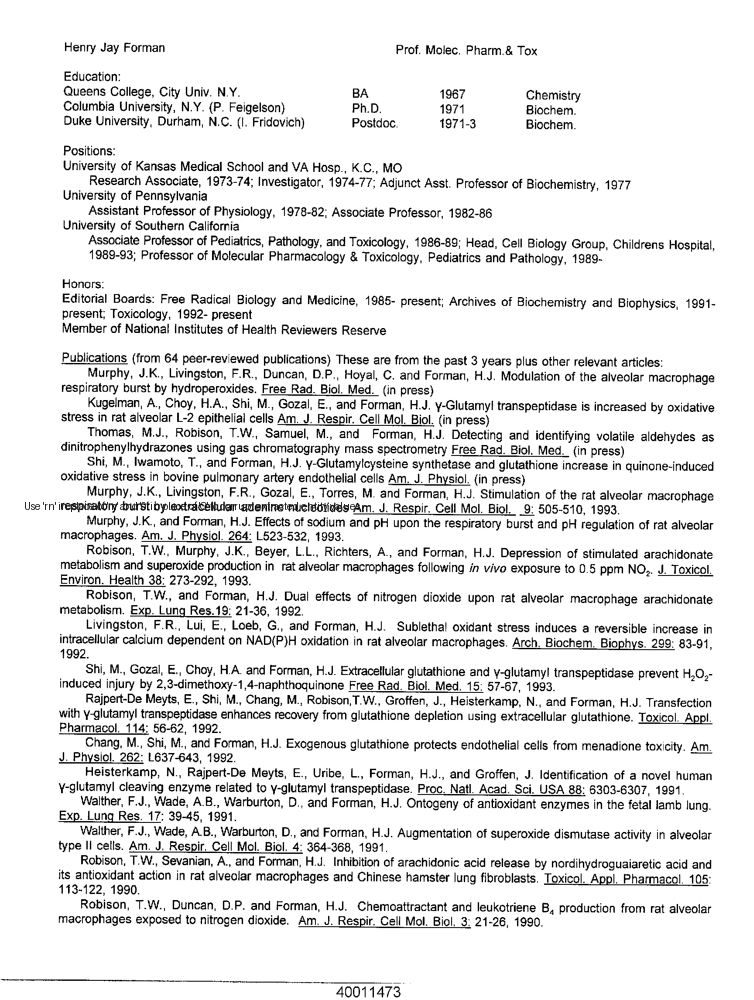 Henry Jay Forman Prof. Molec. Pharm.& Tox
Education:
Queens College, City Univ. N.Y. BA 1967 Chemistry
Columbia University, N.Y. (P. Feigelson) Ph.D. 1971 Biochem.
Duke University, Durham, N.C. (I. Fridovich) Postdoc. 1971-3 Biochem.
Positions:
University of Kansas Medical School and VA Hosp., K.C., MO
Research Associate, 1973-74; Investigator, 1974-77; Adjunct Asst. Professor of Biochemistry, 1977
University of Pennsylvania
Assistant Professor of Physiology, 1978-82; Associate Professor, 1982-86
University of Southern California
Associate Professor of Pediatrics, Pathology, and Toxicology, 1986-89; Head, Cell Biology Group, Childrens Hospital,
1989-93; Professor of Molecular Pharmacology & Toxicology, Pediatrics and Pathology, 1989-
Honors:
Editorial Boards: Free Radical Biology and Medicine, 1985- present; Archives of Biochemistry and Biophysics, 1991-
present; Toxicology, 1992- present
Member of National Institutes of Health Reviewers Reserve
Publications (from 64 peer-reviewed publications) These are from the past 3 years plus other relevant articles:
Murphy, J.K., Livingston, F.R., Duncan, D.P., Hoyal, C. and Forman, H.J. Modulation of the alveolar macrophage
respiratory burst by hydroperoxides. Free Rad. Biol. Med. (in press)
Kugelman, A., Choy, H.A., Shi, M., Gozal, E., and Forman, H.J. γ-Glutamyl transpeptidase is increased by oxidative
stress in rat alveolar L-2 epithelial cells Am. J. Respir. Cell Mol. Biol. (in press)
Thomas, M.J., Robison, T.W., Samuel, M., and Forman, H.J. Detecting and identifying volatile aldehydes as
dinitrophenylhydrazones using gas chromatography mass spectrometry Free Rad. Biol. Med. (in press)
Shi, M., Iwamoto, T., and Forman, H.J. γ-Glutamylcysteine synthetase and glutathione increase in quinone-induced
oxidative stress in bovine pulmonary artery endothelial cells Am. J. Physiol. (in press)
Murphy, J.K., Livingston, F.R., Gozal, E., Torres, M. and Forman, H.J. Stimulation of the rat alveolar macrophage
Use 'rn' respiratory burst by extracellular adenine nucleotides Am. J. Respir. Cell Mol. Biol. 9: 505-510, 1993.
Murphy, J.K., and Forman, H.J. Effects of sodium and pH upon the respiratory burst and pH regulation of rat alveolar
macrophages. Am. J. Physiol. 264: L523-532, 1993.
Robison, T.W., Murphy, J.K., Beyer, L.L., Richters, A., and Forman, H.J. Depression of stimulated arachidonate
metabolism and superoxide production in rat alveolar macrophages following in vivo exposure to 0.5 ppm NO₂. J. Toxicol.
Environ. Health 38: 273-292, 1993.
Robison, T.W., and Forman, H.J. Dual effects of nitrogen dioxide upon rat alveolar macrophage arachidonate
metabolism. Exp. Lung Res.19: 21-36, 1992.
Livingston, F.R., Lui, E., Loeb, G., and Forman, H.J. Sublethal oxidant stress induces a reversible increase in
intracellular calcium dependent on NAD(P)H oxidation in rat alveolar macrophages. Arch. Biochem. Biophys. 299: 83-91,
1992.
Shi, M., Gozal, E., Choy, H.A. and Forman, H.J. Extracellular glutathione and γ-glutamyl transpeptidase prevent H₂O₂-
induced injury by 2,3-dimethoxy-1,4-naphthoquinone Free Rad. Biol. Med. 15: 57-67, 1993.
Rajpert-De Meyts, E., Shi, M., Chang, M., Robison,T.W., Groffen, J., Heisterkamp, N., and Forman, H.J. Transfection
with γ-glutamyl transpeptidase enhances recovery from glutathione depletion using extracellular glutathione. Toxicol. Appl.
Pharmacol. 114: 56-62, 1992.
Chang, M., Shi, M., and Forman, H.J. Exogenous glutathione protects endothelial cells from menadione toxicity. Am.
J. Physiol. 262: L637-643, 1992.
Heisterkamp, N., Rajpert-De Meyts, E., Uribe, L., Forman, H.J., and Groffen, J. Identification of a novel human
γ-glutamyl cleaving enzyme related to γ-glutamyl transpeptidase. Proc. Natl. Acad. Sci. USA 88: 6303-6307, 1991.
Walther, F.J., Wade, A.B., Warburton, D., and Forman, H.J. Ontogeny of antioxidant enzymes in the fetal lamb lung.
Exp. Lung Res. 17: 39-45, 1991.
Walther, F.J., Wade, A.B., Warburton, D., and Forman, H.J. Augmentation of superoxide dismutase activity in alveolar
type II cells. Am. J. Respir. Cell Mol. Biol. 4: 364-368, 1991.
Robison, T.W., Sevanian, A., and Forman, H.J. Inhibition of arachidonic acid release by nordihydroguaiaretic acid and
its antioxidant action in rat alveolar macrophages and Chinese hamster lung fibroblasts. Toxicol. Appl. Pharmacol. 105:
113-122, 1990.
Robison, T.W., Duncan, D.P. and Forman, H.J. Chemoattractant and leukotriene B₄ production from rat alveolar
macrophages exposed to nitrogen dioxide. Am. J. Respir. Cell Mol. Biol. 3: 21-26, 1990.
40011473